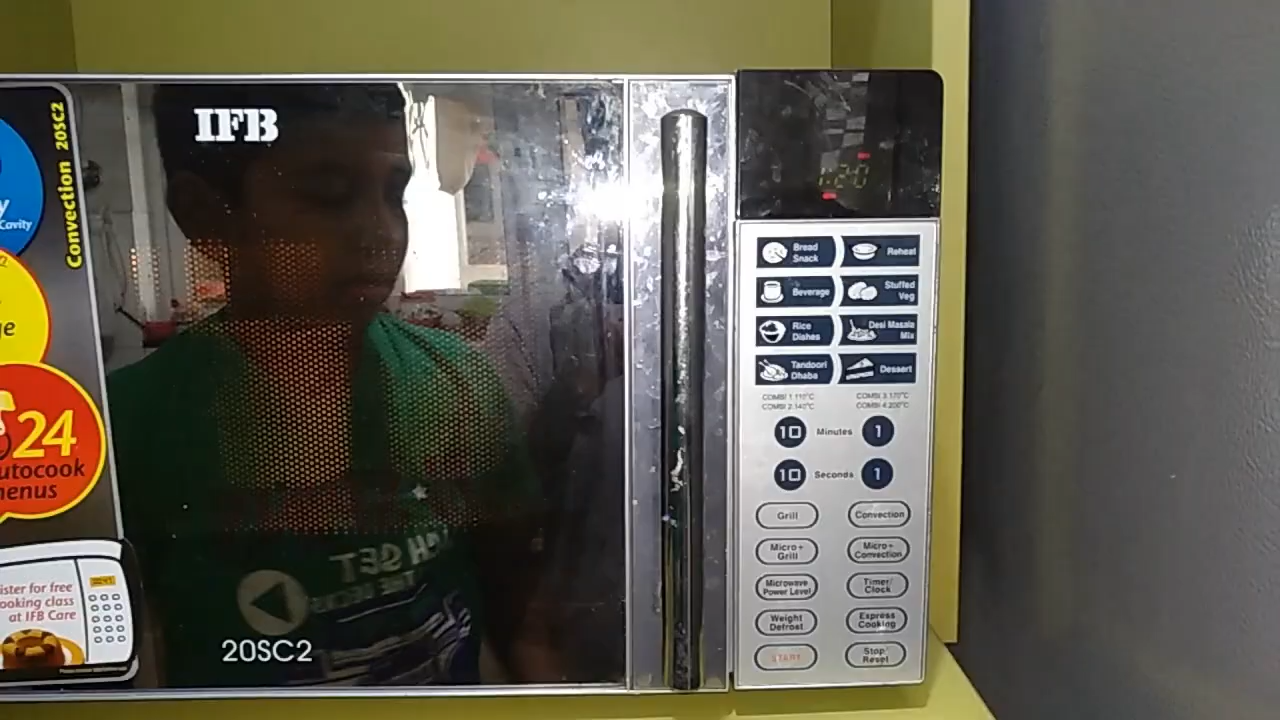 IFB
Convection 20SC2
y
Cavity
ge
24
utocook
enus
ister for free
ooking class
at IFB Care
20SC2
Bread
Snack
Reheat
Beverage
Stuffed
Veg
Rice
Dishes
Desi Masala
Mix
Tandoori
Dhaba
Dessert
COMBI 1:110°C
COMBI 3:170°C
COMBI 2:140°C
COMBI 4:200°C
10 Minutes 1
10 Seconds 1
Grill
Convection
Micro+
Grill
Micro+
Convection
Microwave
Power Level
Timer/
Clock
Weight
Defrost
Express
Cooking
START
Stop/
Reset